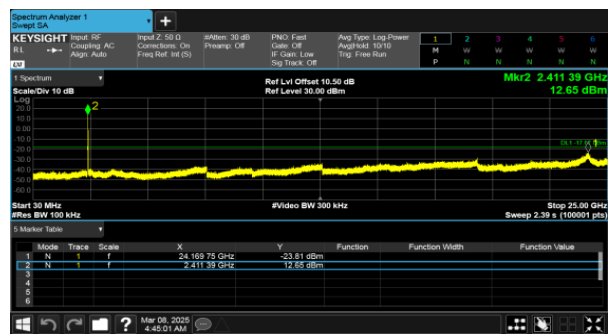 Spectrum Analyzer 1
Swept SA
+
KEYSIGHT Input: RF Input Z: 50 Ω #Atten: 30 dB PNO: Fast Avg Type: Log-Power 1 2 3 4 5 6
RL Coupling: AC Corrections: On Preamp: Off Gate: Off Avg|Hold: 10/10 M W W W W W
Align: Auto Freq Ref: Int (S) IF Gain: Low Trig: Free Run
LXI Sig Track: Off P N N N N N
1 Spectrum Ref Lvl Offset 10.50 dB Mkr2 2.411 39 GHz
Scale/Div 10 dB Ref Level 30.00 dBm 12.65 dBm
Log
20.0
10.0
0.00
-10.0
-20.0
-30.0
-40.0
-50.0
-60.0
2
1
Start 30 MHz #Video BW 300 kHz Stop 25.00 GHz
#Res BW 100 kHz Sweep 2.39 s (100001 pts)
5 Marker Table
Mode Trace Scale X Y Function Function Width Function Value
1 N 1 f 24.169 75 GHz -23.81 dBm
2 N 1 f 2.411 39 GHz 12.65 dBm
3
4
5
6
? Mar 08, 2025
4:45:01 AM